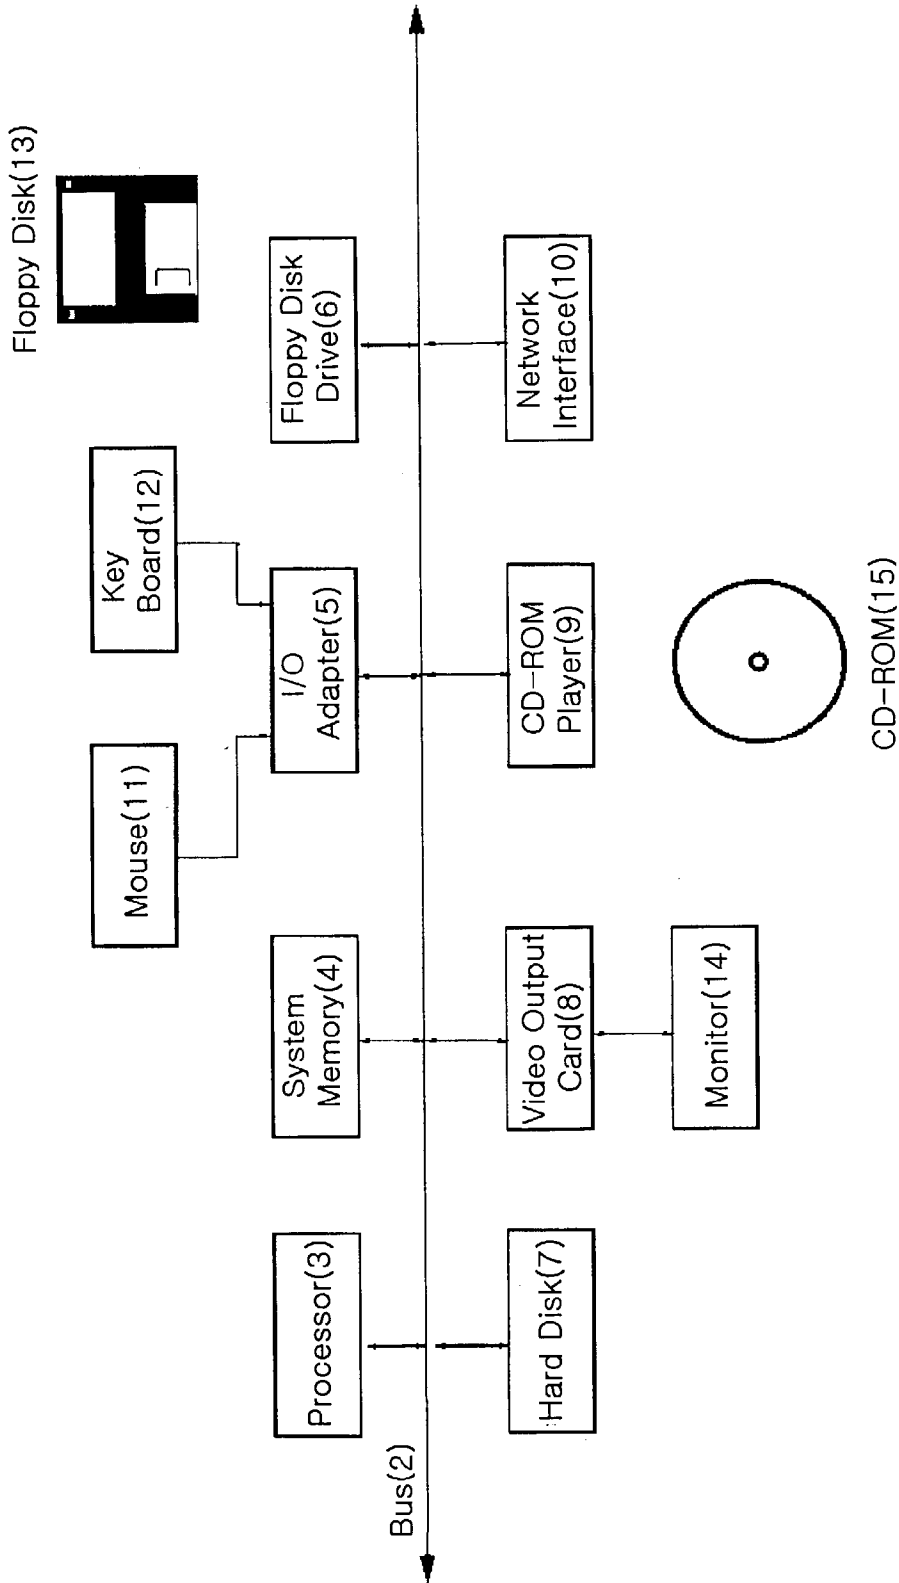 Floppy Disk(13)
Mouse(11)
Key
Board(12)
Processor(3)
System
Memory(4)
I/O
Adapter(5)
Floppy Disk
Drive(6)
Bus(2)
Hard Disk(7)
Video Output
Card(8)
CD-ROM
Player(9)
Network
Interface(10)
Monitor(14)
CD-ROM(15)